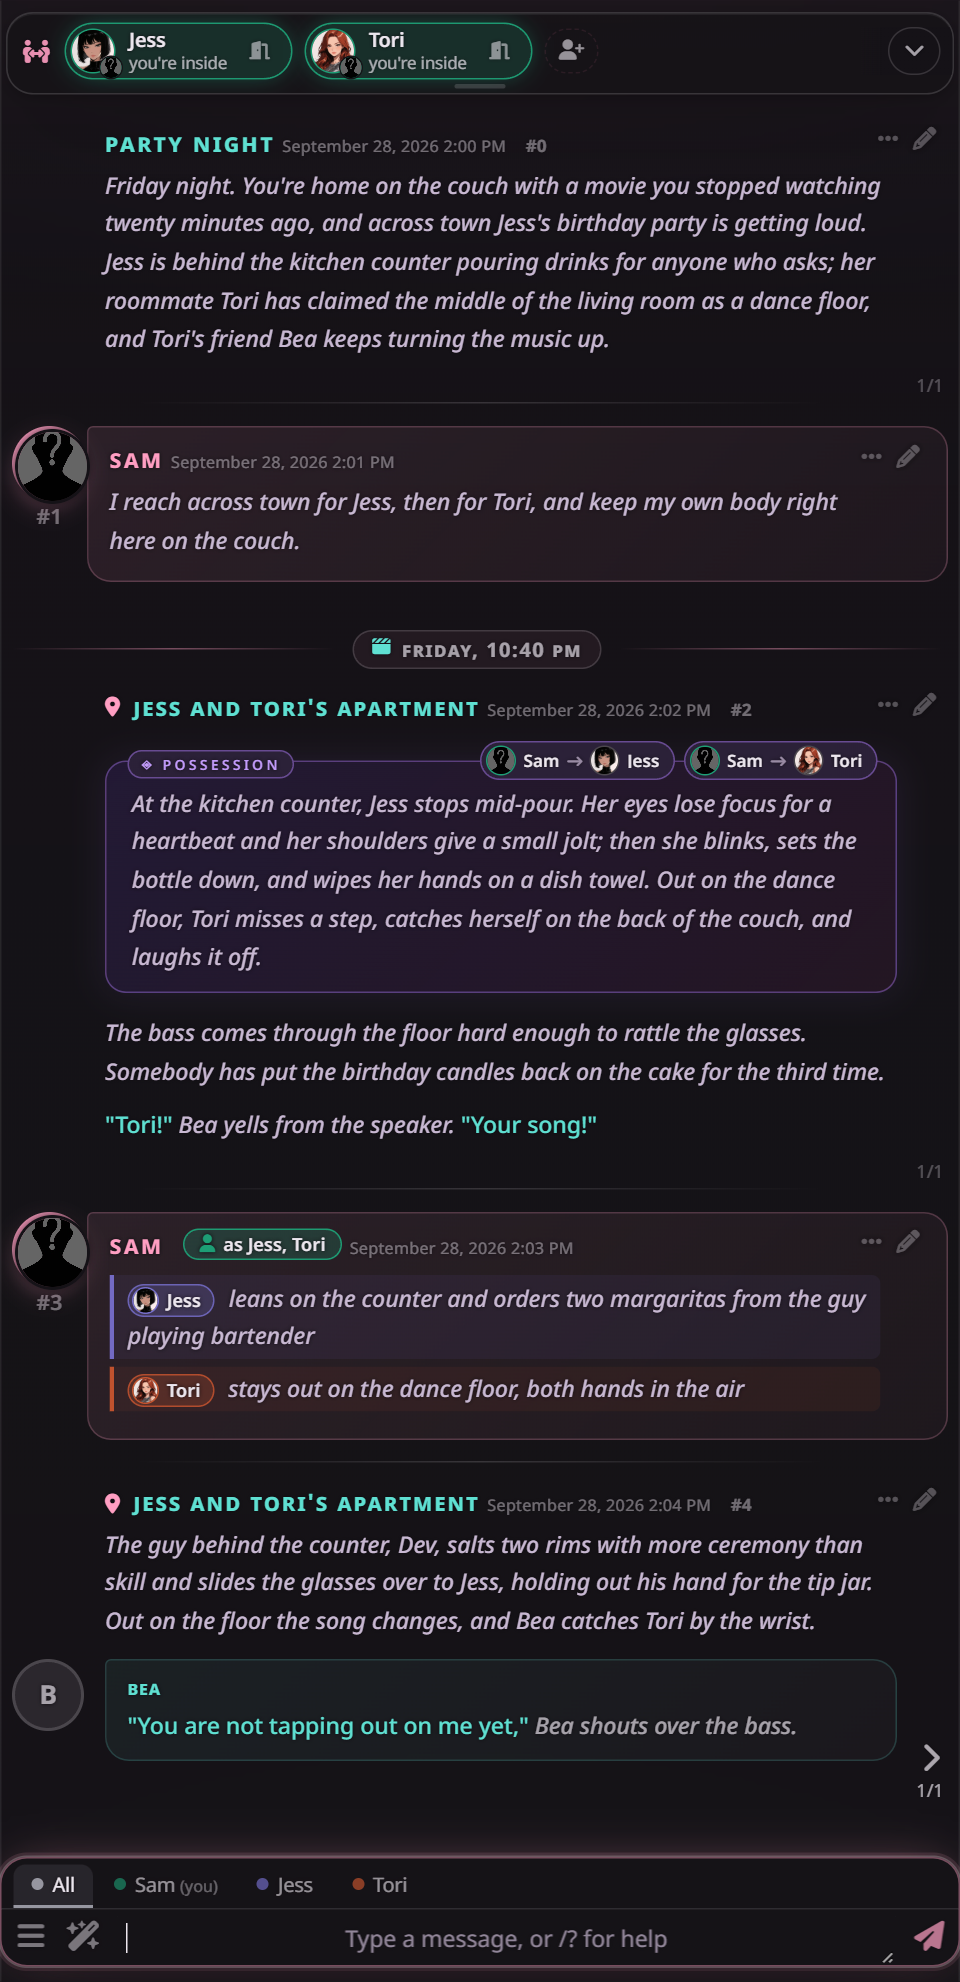 Jess
you're inside
Tori
you're inside
PARTY NIGHT September 28, 2026 2:00 PM #0
Friday night. You're home on the couch with a movie you stopped watching
twenty minutes ago, and across town Jess's birthday party is getting loud.
Jess is behind the kitchen counter pouring drinks for anyone who asks; her
roommate Tori has claimed the middle of the living room as a dance floor,
and Tori's friend Bea keeps turning the music up.
1/1
SAM September 28, 2026 2:01 PM
#1
I reach across town for Jess, then for Tori, and keep my own body right
here on the couch.
FRIDAY, 10:40 PM
JESS AND TORI'S APARTMENT September 28, 2026 2:02 PM #2
POSSESSION
Sam → Jess
Sam → Tori
At the kitchen counter, Jess stops mid-pour. Her eyes lose focus for a
heartbeat and her shoulders give a small jolt; then she blinks, sets the
bottle down, and wipes her hands on a dish towel. Out on the dance
floor, Tori misses a step, catches herself on the back of the couch, and
laughs it off.
The bass comes through the floor hard enough to rattle the glasses.
Somebody has put the birthday candles back on the cake for the third time.
"Tori!" Bea yells from the speaker. "Your song!"
1/1
SAM as Jess, Tori September 28, 2026 2:03 PM
#3
Jess leans on the counter and orders two margaritas from the guy
playing bartender
Tori stays out on the dance floor, both hands in the air
JESS AND TORI'S APARTMENT September 28, 2026 2:04 PM #4
The guy behind the counter, Dev, salts two rims with more ceremony than
skill and slides the glasses over to Jess, holding out his hand for the tip jar.
Out on the floor the song changes, and Bea catches Tori by the wrist.
B
BEA
"You are not tapping out on me yet," Bea shouts over the bass.
1/1
All
Sam (you)
Jess
Tori
Type a message, or /? for help